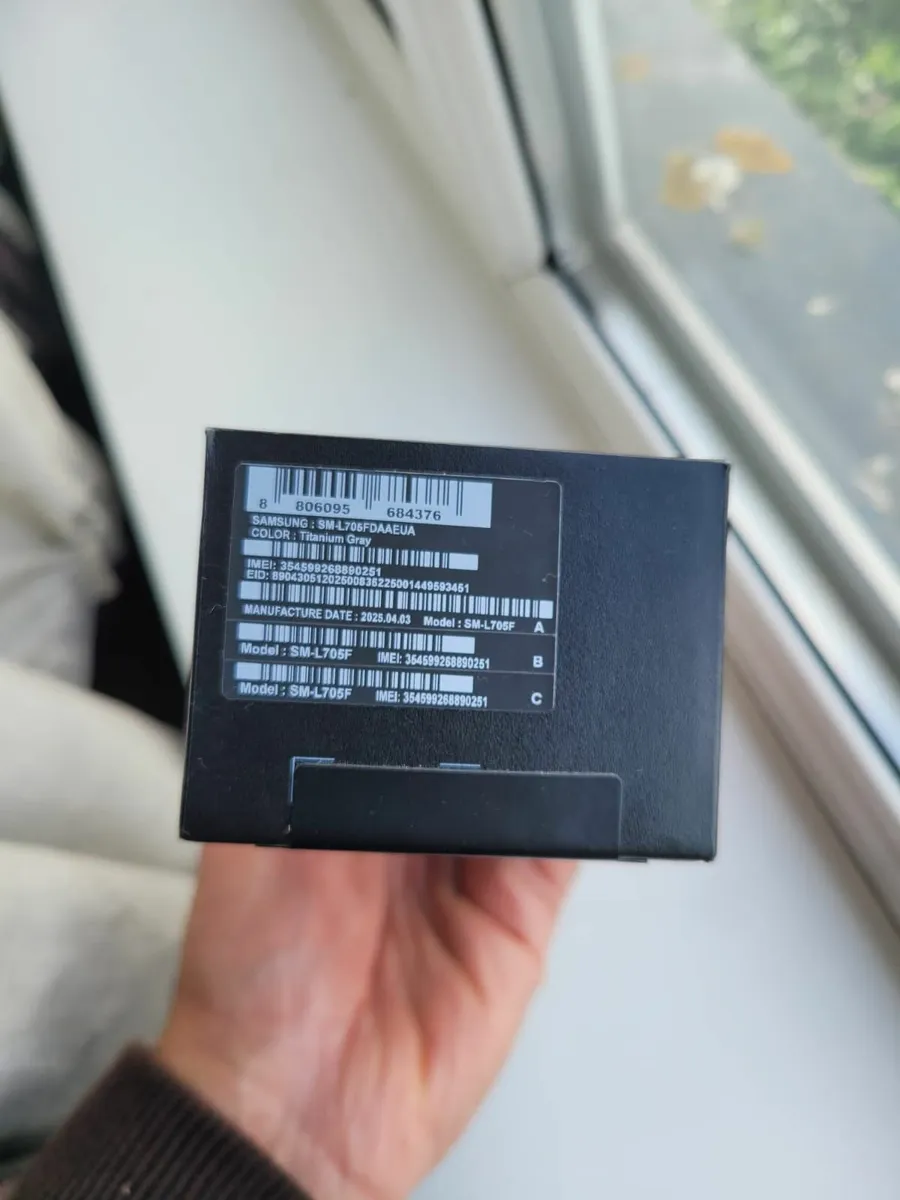 8 806095 684376
SAMSUNG : SM-L705FDAAEUA
COLOR : Titanium Gray
IMEI: 354599268890251
EID: 89043051202500836225001449593451
MANUFACTURE DATE : 2025.04.03 Model : SM-L705F A
Model : SM-L705F IMEI: 354599268890251 B
Model : SM-L705F IMEI: 354599268890251 C